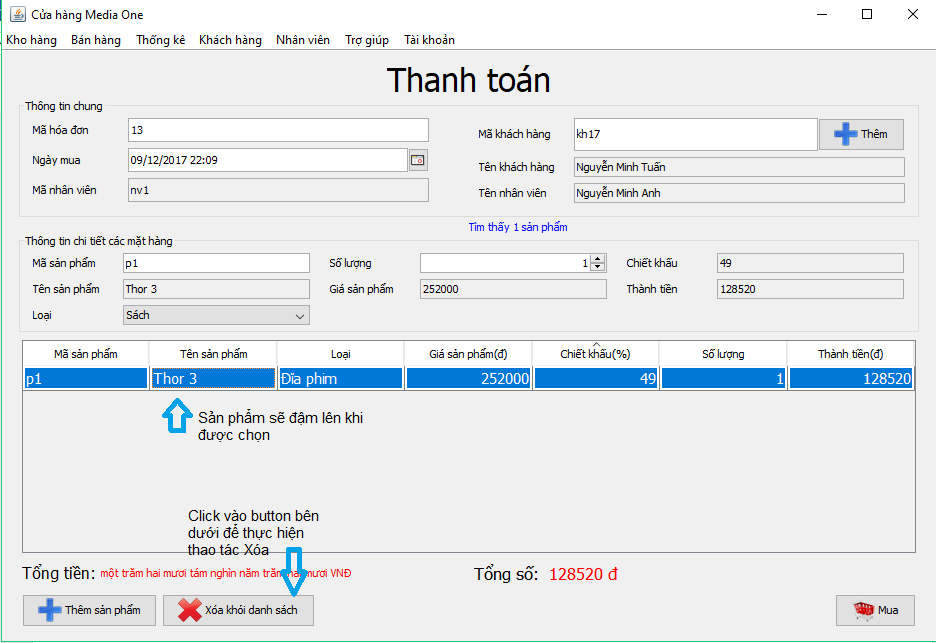 Cửa hàng Media One
Kho hàng Bán hàng Thống kê Khách hàng Nhân viên Trợ giúp Tài khoản
Thanh toán
Thông tin chung
Mã hóa đơn 13 Mã khách hàng kh17 Thêm
Ngày mua 09/12/2017 22:09 Tên khách hàng Nguyễn Minh Tuấn
Mã nhân viên nv1 Tên nhân viên Nguyễn Minh Anh
Tìm thấy 1 sản phẩm
Thông tin chi tiết các mặt hàng
Mã sản phẩm p1 Số lượng 1 Chiết khấu 49
Tên sản phẩm Thor 3 Giá sản phẩm 252000 Thành tiền 128520
Loại Sách
Mã sản phẩm Tên sản phẩm Loại Giá sản phẩm(đ) Chiết khấu(%) Số lượng Thành tiền(đ)
p1 Thor 3 Đĩa phim 252000 49 1 128520
Sản phẩm sẽ đậm lên khi
được chọn
Click vào button bên
dưới để thực hiện
thao tác Xóa
Tổng tiền: một trăm hai mươi tám nghìn năm trăm hai mươi VNĐ Tổng số: 128520 đ
Thêm sản phẩm Xóa khỏi danh sách Mua